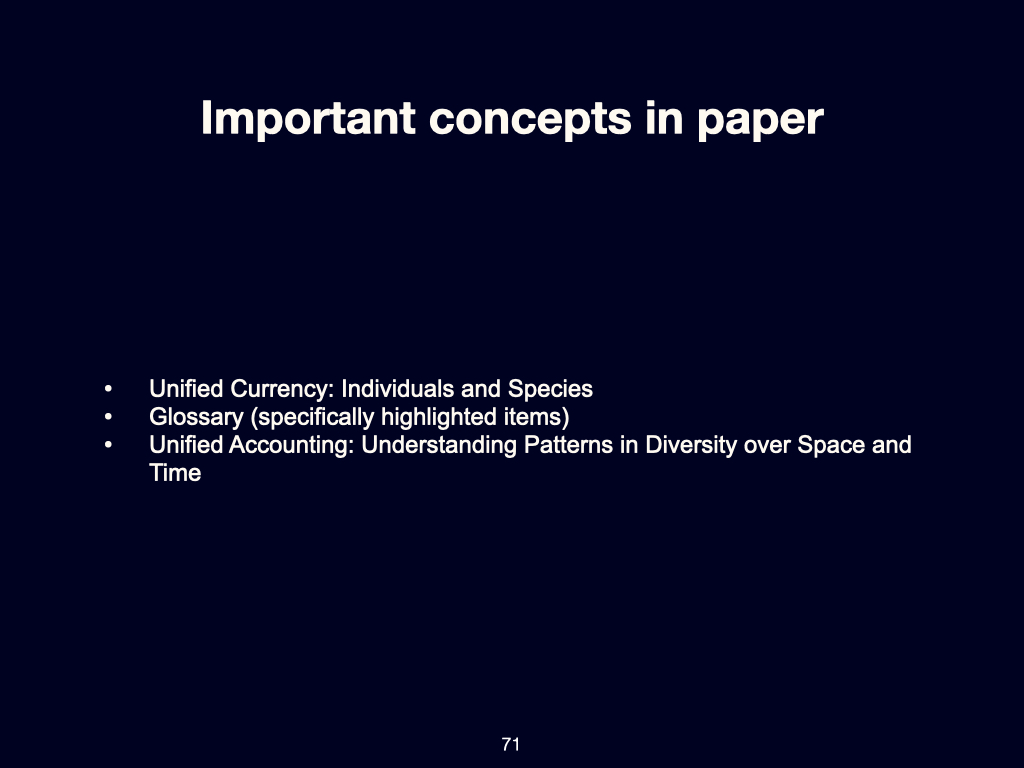 Important concepts in paper
• Unified Currency: Individuals and Species
• Glossary (specifically highlighted items)
• Unified Accounting: Understanding Patterns in Diversity over Space and
Time
71